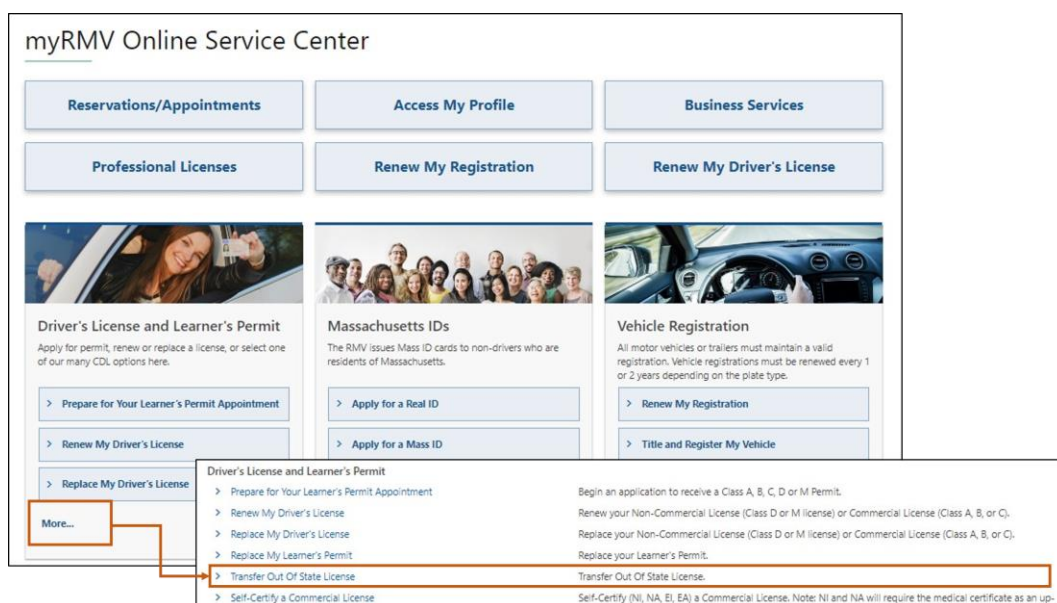 myRMV Online Service Center
Reservations/Appointments
Access My Profile
Business Services
Professional Licenses
Renew My Registration
Renew My Driver's License
Driver's License and Learner's Permit
Apply for permit, renew or replace a license, or select one
of our many CDL options here.
> Prepare for Your Learner's Permit Appointment
> Renew My Driver's License
> Replace My Driver's License
More...
Massachusetts IDs
The RMV issues Mass ID cards to non-drivers who are
residents of Massachusetts.
> Apply for a Real ID
> Apply for a Mass ID
Vehicle Registration
All motor vehicles or trailers must maintain a valid
registration. Vehicle registrations must be renewed every 1
or 2 years depending on the plate type.
> Renew My Registration
> Title and Register My Vehicle
Driver's License and Learner's Permit
> Prepare for Your Learner's Permit Appointment Begin an application to receive a Class A, B, C, D or M Permit.
> Renew My Driver's License Renew your Non-Commercial License (Class D or M license) or Commercial License (Class A, B, or C).
> Replace My Driver's License Replace your Non-Commercial License (Class D or M license) or Commercial License (Class A, B, or C).
> Replace My Learner's Permit Replace your Learner's Permit.
> Transfer Out Of State License Transfer Out Of State License.
> Self-Certify a Commercial License Self-Certify (NI, NA, EI, EA) a Commercial License. Note: NI and NA will require the medical certificate as an up-